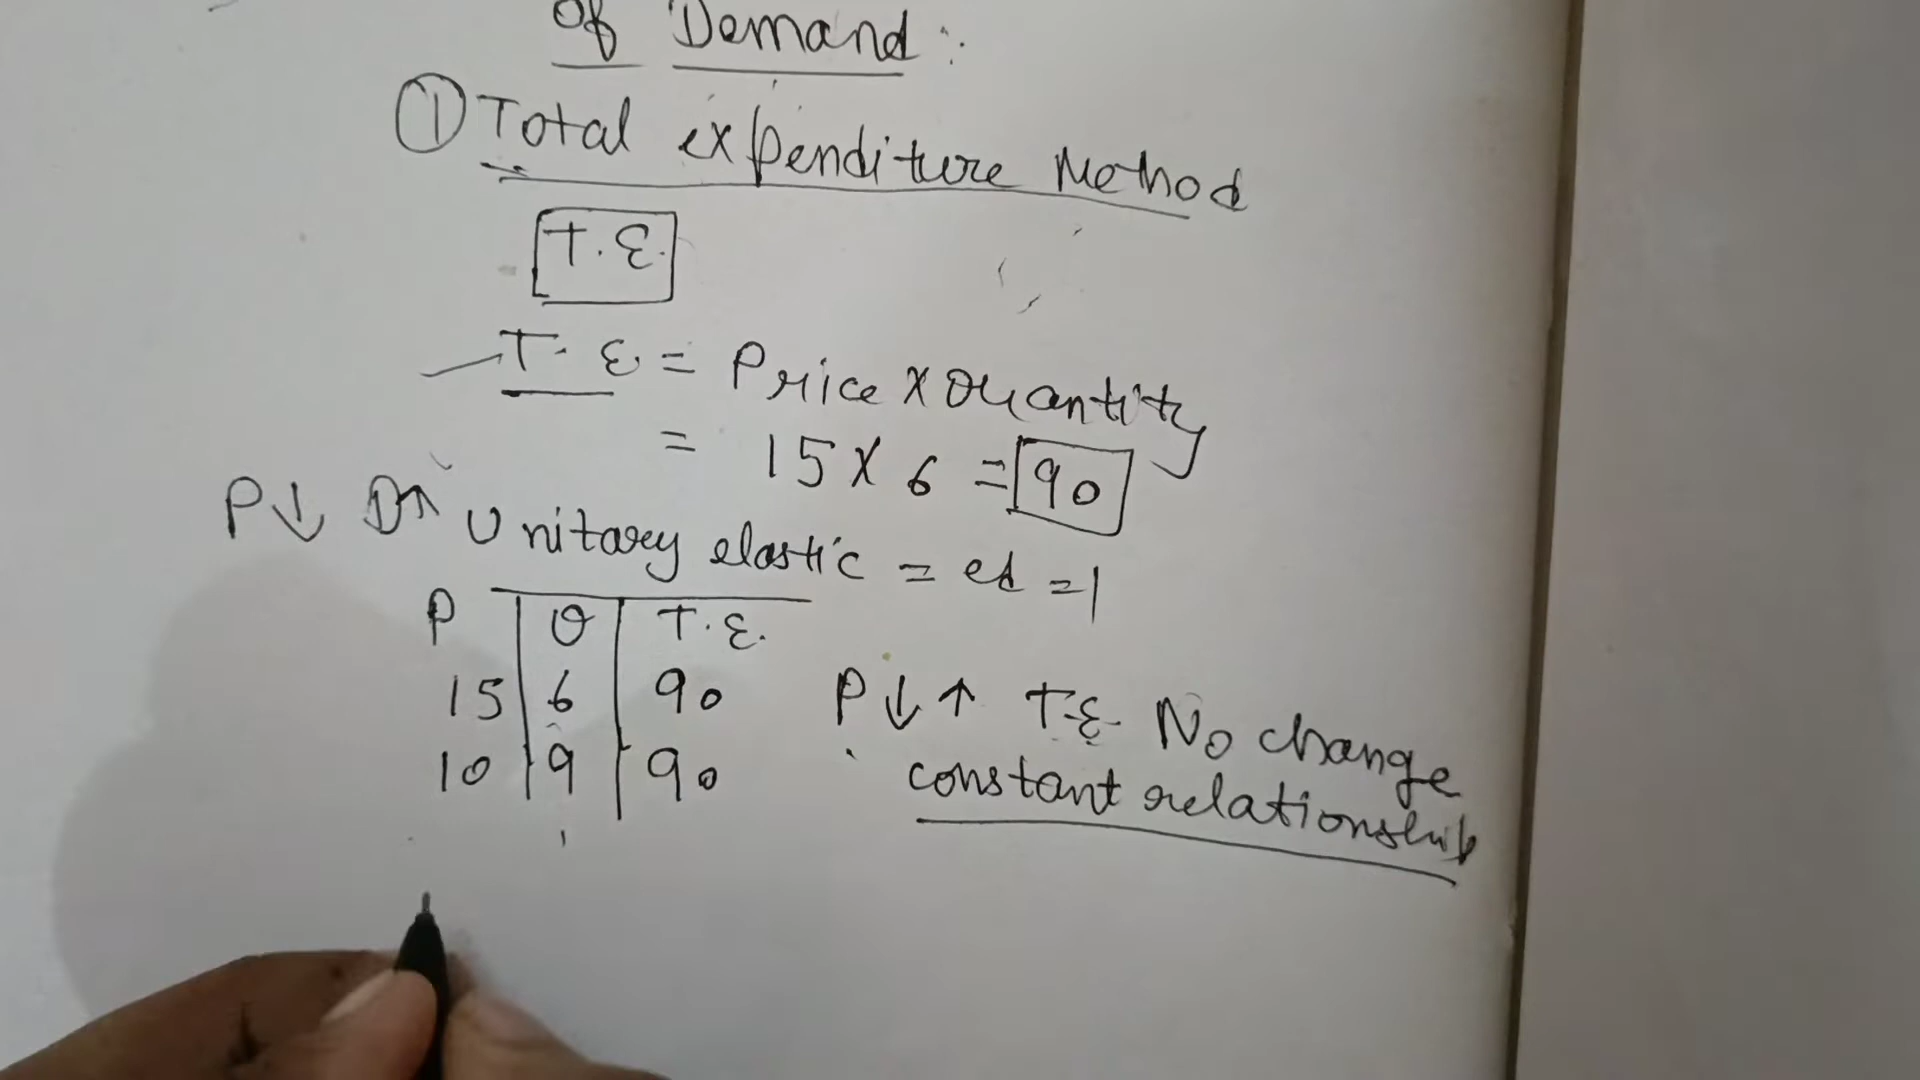 Of Demand :
① Total expenditure Method
T.E.
T.E = Price x Quantity
= 15 x 6 = 90
P↓ D↑ Unitary elastic = ed = 1
P Q T.E.
15 6 90 P↓↑ T.E No change
10 9 90 constant relationship